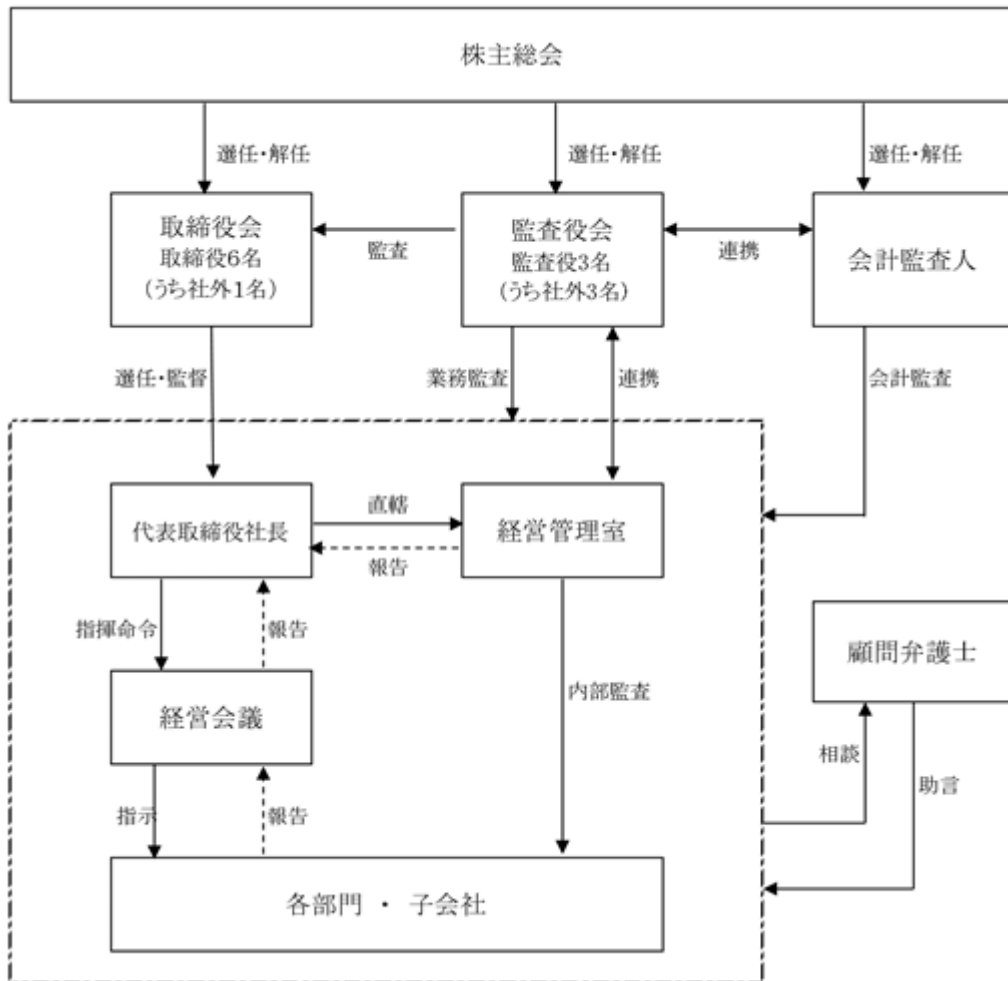 株主総会
選任・解任
選任・解任
選任・解任
取締役会
取締役6名
(うち社外1名)
監査
監査役会
監査役3名
(うち社外3名)
連携
会計監査人
選任・監督
業務監査
連携
会計監査
代表取締役社長
直轄
報告
経営管理室
指揮命令
報告
顧問弁護士
経営会議
内部監査
相談
助言
指示
報告
各部門 ・ 子会社